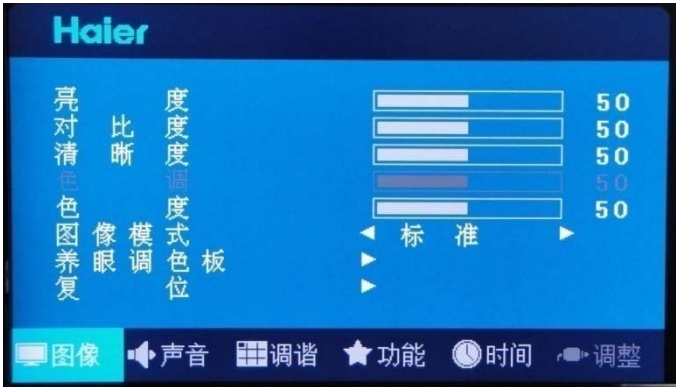 Haier
亮度 50
对比度 50
清晰度 50
色调 50
色度 50
图像模式 标准
养眼调色板
复位
图像 声音 调谐 功能 时间 调整